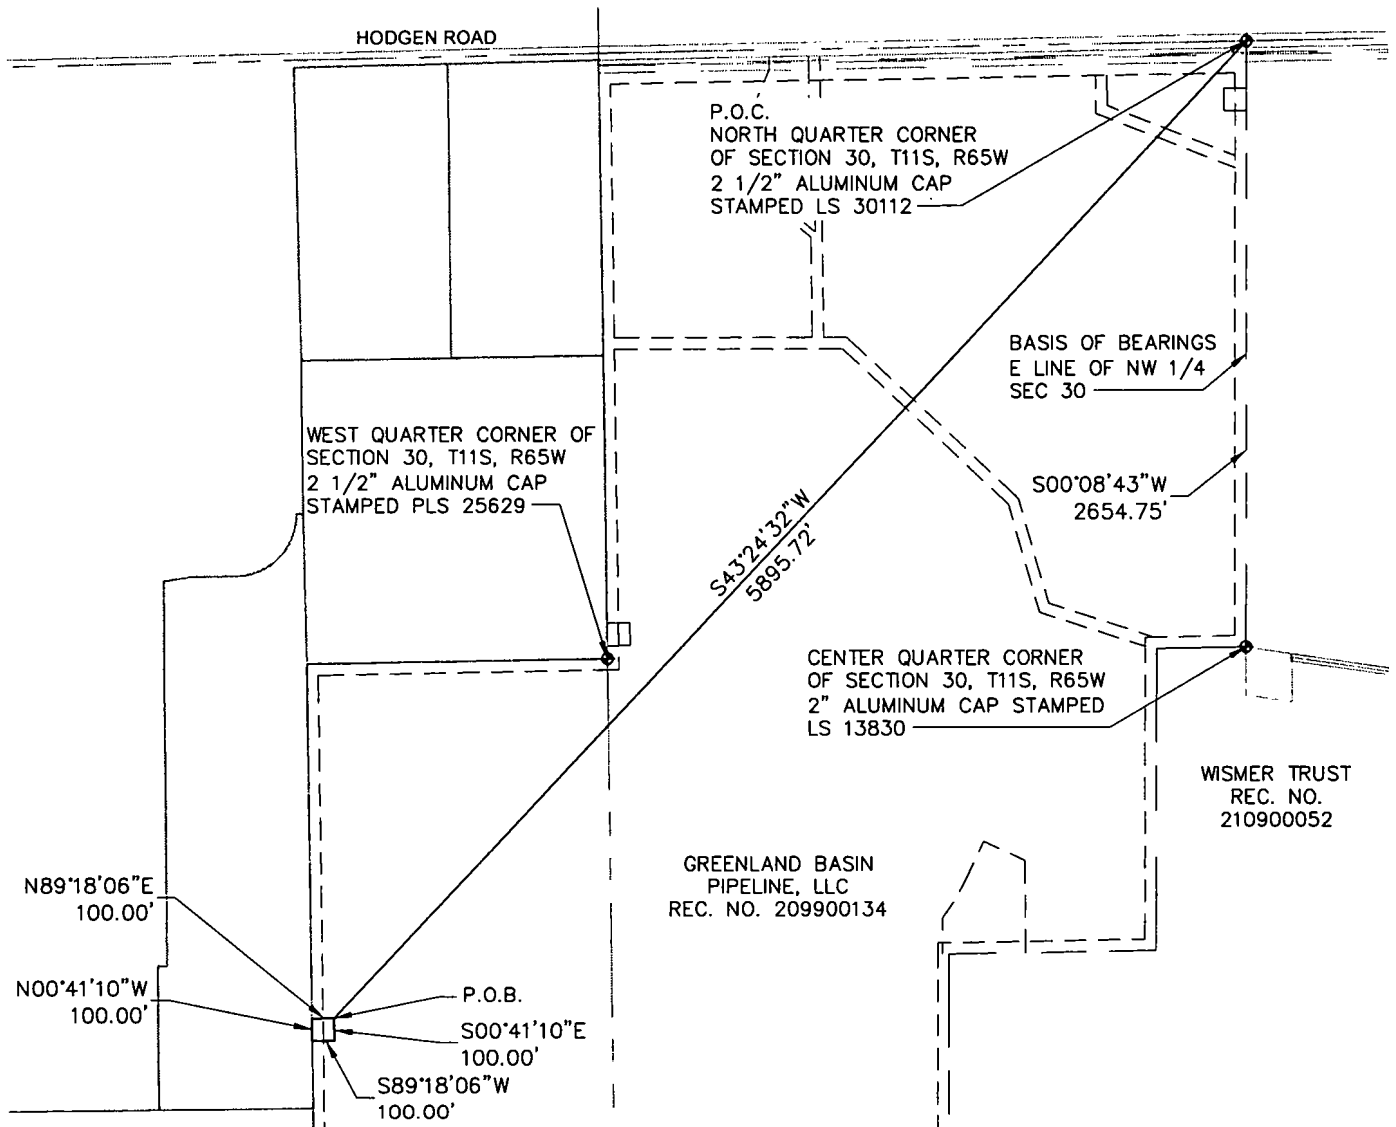 HODGEN ROAD
P.O.C.
NORTH QUARTER CORNER
OF SECTION 30, T11S, R65W
2 1/2" ALUMINUM CAP
STAMPED LS 30112
BASIS OF BEARINGS
E LINE OF NW 1/4
SEC 30
WEST QUARTER CORNER OF
SECTION 30, T11S, R65W
2 1/2" ALUMINUM CAP
STAMPED PLS 25629
S00°08'43"W
2654.75'
S43°24'32"W
5895.72'
CENTER QUARTER CORNER
OF SECTION 30, T11S, R65W
2" ALUMINUM CAP STAMPED
LS 13830
WISMER TRUST
REC. NO.
210900052
GREENLAND BASIN
PIPELINE, LLC
REC. NO. 209900134
N89°18'06"E
100.00'
N00°41'10"W
100.00'
P.O.B.
S00°41'10"E
100.00'
S89°18'06"W
100.00'